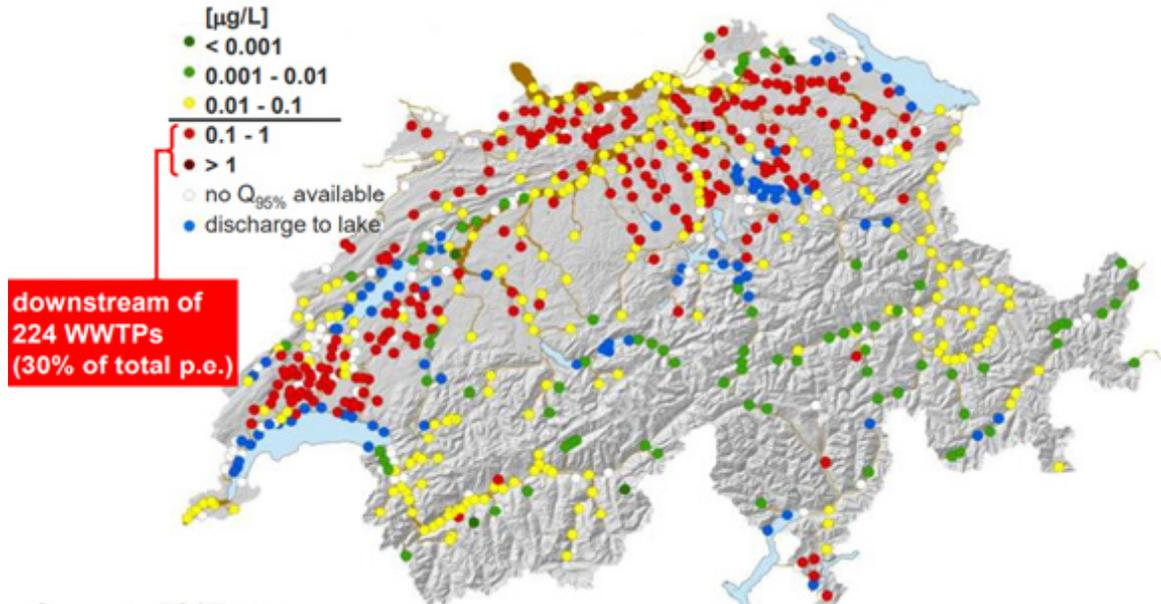 [µg/L]
< 0.001
0.001 - 0.01
0.01 - 0.1
0.1 - 1
> 1
no Q95% available
discharge to lake
downstream of
224 WWTPs
(30% of total p.e.)